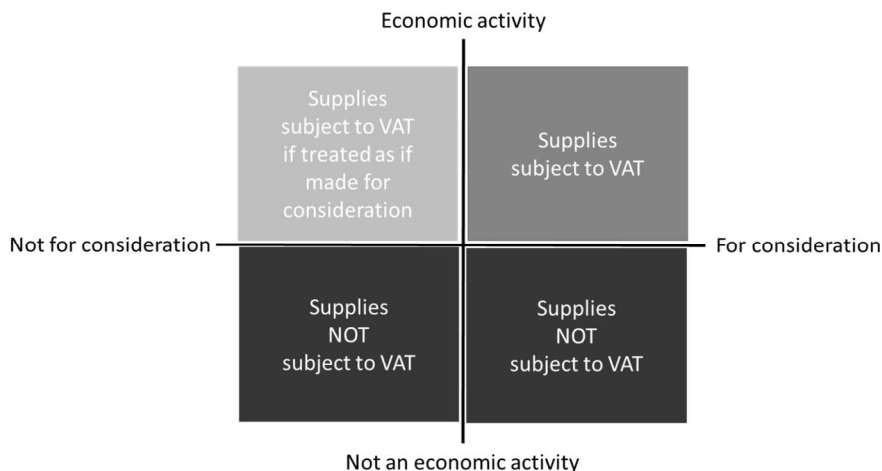 Economic activity
Supplies
subject to VAT
if treated as if
made for
consideration
Supplies
subject to VAT
Not for consideration
For consideration
Supplies
NOT
subject to VAT
Supplies
NOT
subject to VAT
Not an economic activity